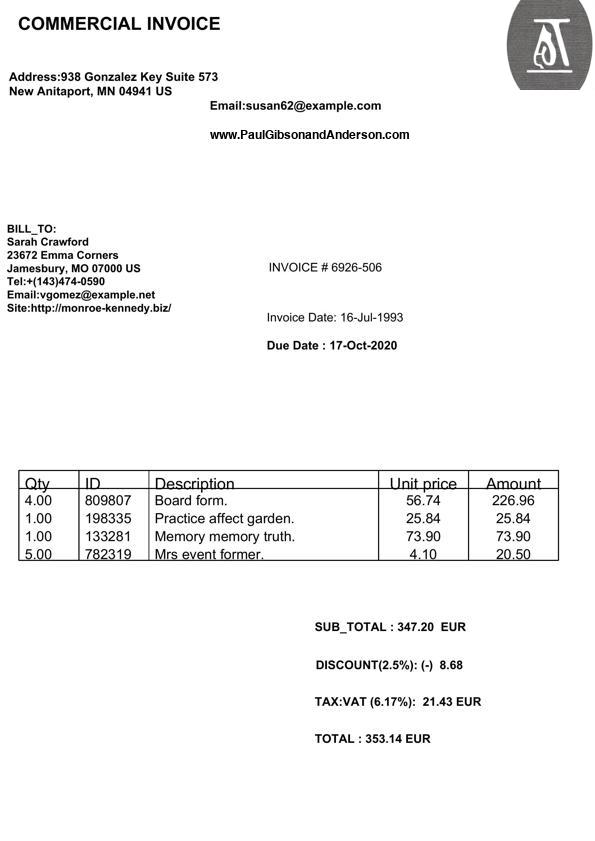 COMMERCIAL INVOICE
Address:938 Gonzalez Key Suite 573
New Anitaport, MN 04941 US
Email:susan62@example.com
www.PaulGibsonandAnderson.com
BILL_TO:
Sarah Crawford
23672 Emma Corners
Jamesbury, MO 07000 US
Tel:+(143)474-0590
Email:vgomez@example.net
Site:http://monroe-kennedy.biz/
INVOICE # 6926-506
Invoice Date: 16-Jul-1993
Due Date : 17-Oct-2020
Qty ID Description Unit price Amount
4.00 809807 Board form. 56.74 226.96
1.00 198335 Practice affect garden. 25.84 25.84
1.00 133281 Memory memory truth. 73.90 73.90
5.00 782319 Mrs event former. 4.10 20.50
SUB_TOTAL : 347.20 EUR
DISCOUNT(2.5%): (-) 8.68
TAX:VAT (6.17%): 21.43 EUR
TOTAL : 353.14 EUR